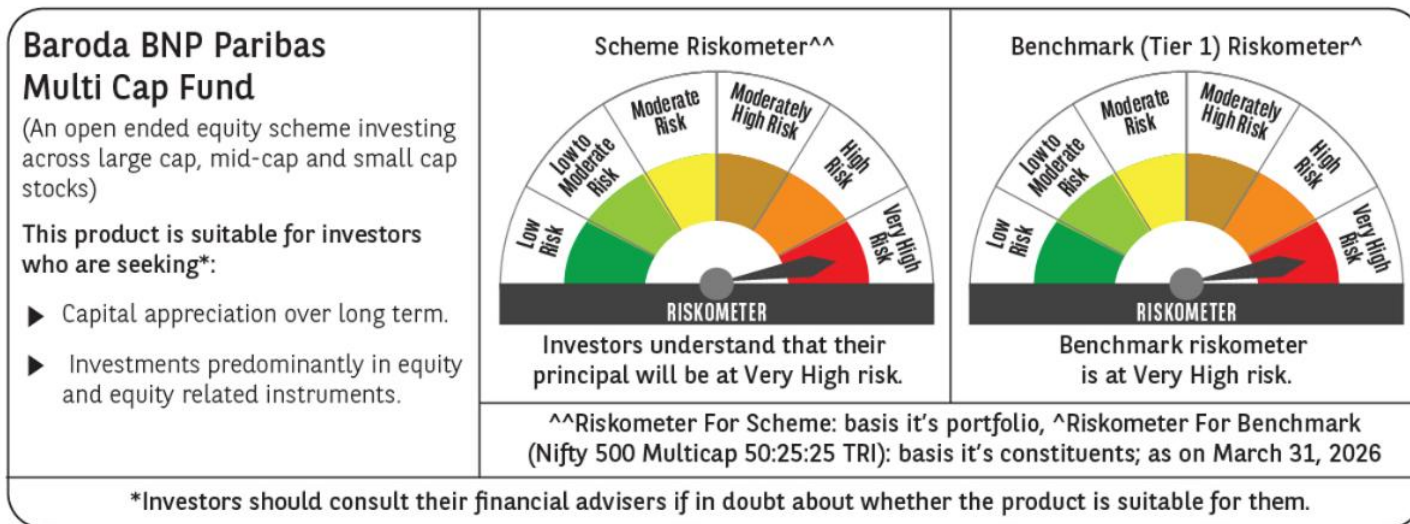 Baroda BNP Paribas
Multi Cap Fund
(An open ended equity scheme investing
across large cap, mid-cap and small cap
stocks)
This product is suitable for investors
who are seeking*:
▶ Capital appreciation over long term.
▶ Investments predominantly in equity
and equity related instruments.
Scheme Riskometer^^
Low
Risk
Low to
Moderate
Risk
Moderate
Risk
Moderately
High Risk
High
Risk
Very High
Risk
RISKOMETER
Investors understand that their
principal will be at Very High risk.
Benchmark (Tier 1) Riskometer^
Low
Risk
Low to
Moderate
Risk
Moderate
Risk
Moderately
High Risk
High
Risk
Very High
Risk
RISKOMETER
Benchmark riskometer
is at Very High risk.
^^Riskometer For Scheme: basis it's portfolio, ^Riskometer For Benchmark
(Nifty 500 Multicap 50:25:25 TRI): basis it's constituents; as on March 31, 2026
*Investors should consult their financial advisers if in doubt about whether the product is suitable for them.